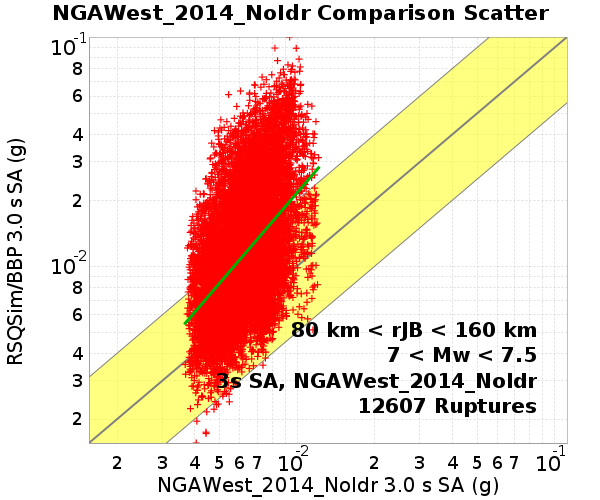 NGAWest_2014_NoIdr Comparison Scatter
RSQSim/BBP 3.0 s SA (g)
10-1
8
6
4
3
2
10-2
8
6
4
3
2
80 km < rJB < 160 km
7 < Mw < 7.5
3s SA, NGAWest_2014_NoIdr
12607 Ruptures
2 3 4 5 6 7 10-2 2 3 4 5 6 7 10-1
NGAWest_2014_NoIdr 3.0 s SA (g)